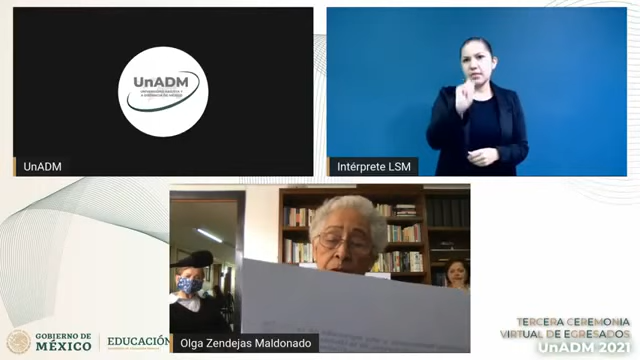 UnADM
UnADM
Intérprete LSM
Olga Zendejas Maldonado
GOBIERNO DE
MÉXICO
EDUCACIÓN
TERCERA CEREMONIA
VIRTUAL DE EGRESADOS
UnADM 2021